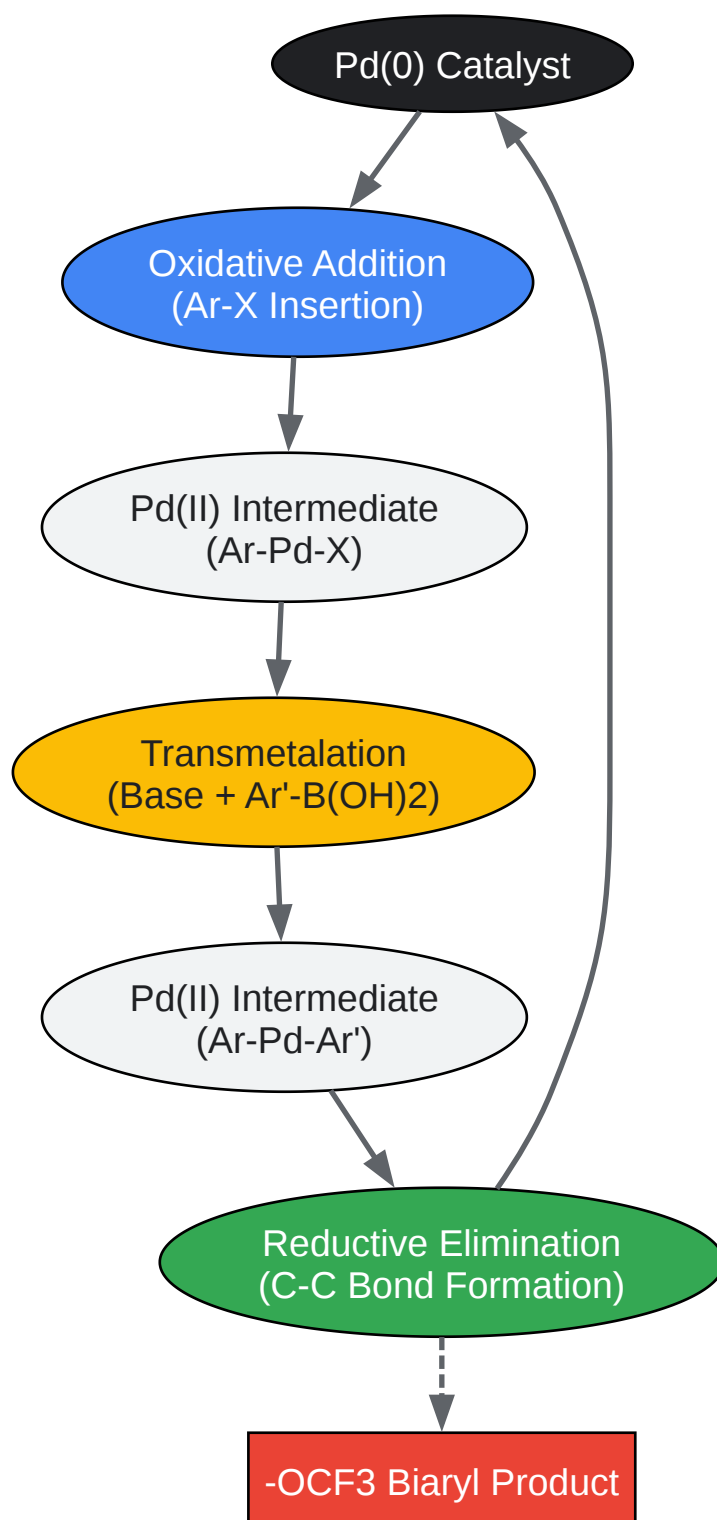 Pd(0) Catalyst
Oxidative Addition
(Ar-X Insertion)
Pd(II) Intermediate
(Ar-Pd-X)
Transmetalation
(Base + Ar'-B(OH)2)
Pd(II) Intermediate
(Ar-Pd-Ar')
Reductive Elimination
(C-C Bond Formation)
-OCF3 Biaryl Product